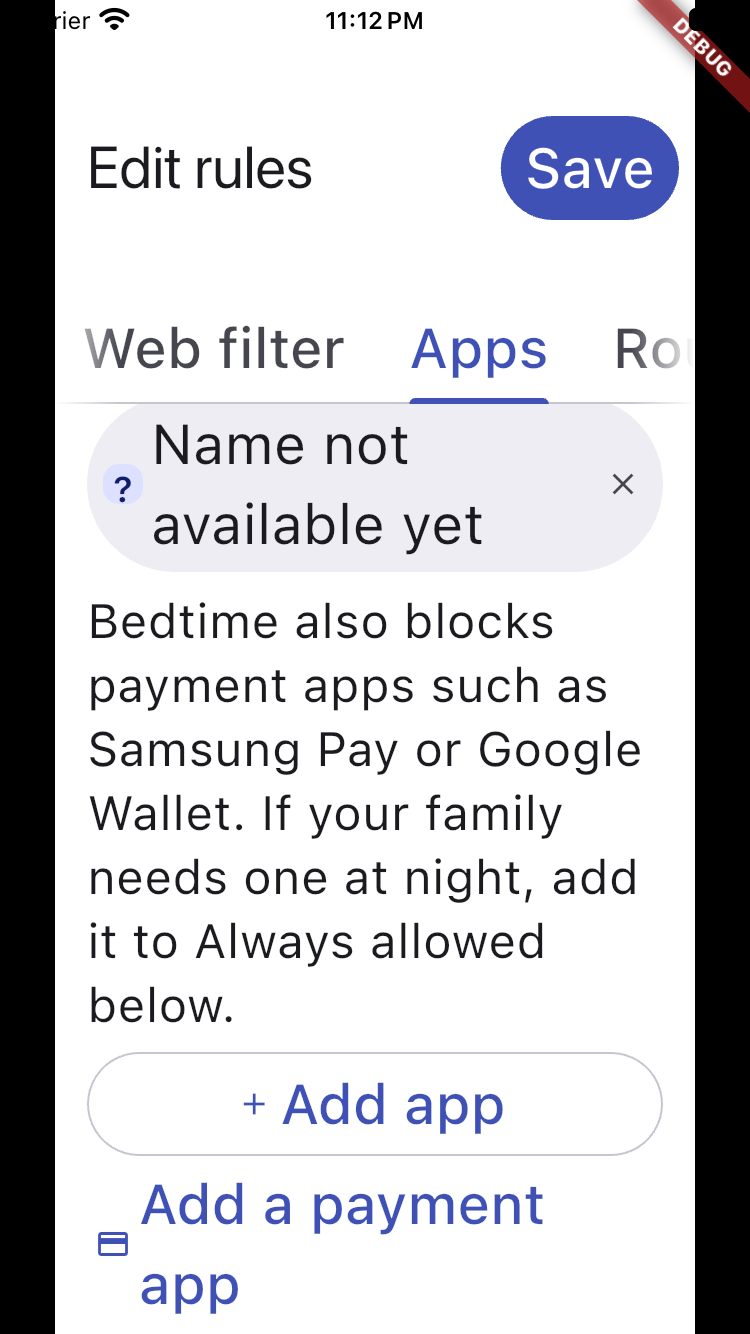 11:12 PM
DEBUG
Edit rules
Save
Web filter
Apps
?
Name not
available yet
Bedtime also blocks
payment apps such as
Samsung Pay or Google
Wallet. If your family
needs one at night, add
it to Always allowed
below.
+ Add app
Add a payment
app